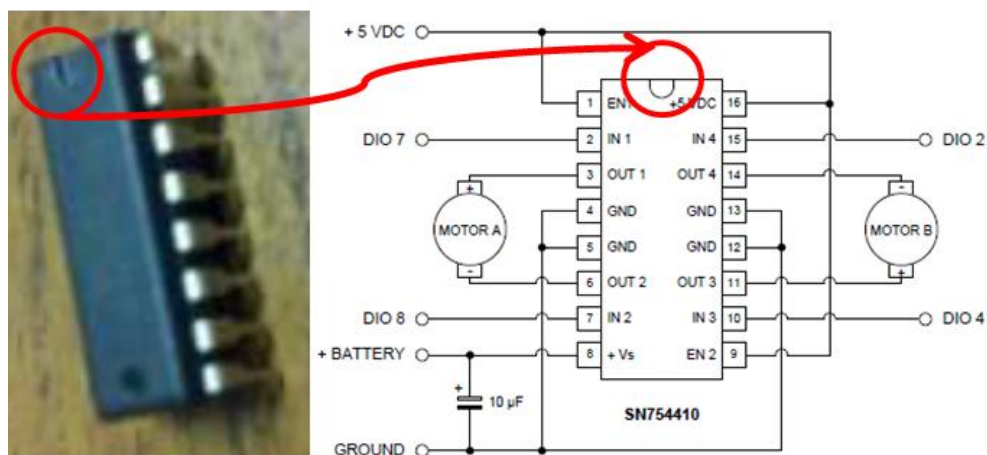 + 5 VDC
1 EN1 +5 VDC 16
DIO 7 2 IN 1 IN 4 15 DIO 2
3 OUT 1 OUT 4 14
+ -
4 GND GND 13
MOTOR A MOTOR B
5 GND GND 12
- +
6 OUT 2 OUT 3 11
DIO 8 7 IN 2 IN 3 10 DIO 4
+ BATTERY 8 + Vs EN 2 9
+
10 µF
SN754410
GROUND